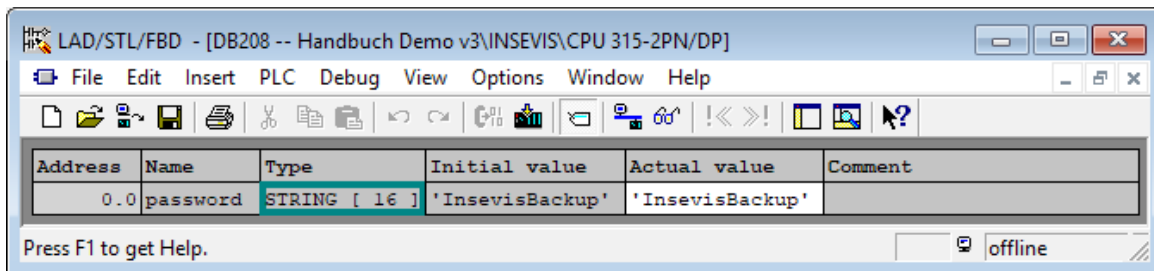 LAD/STL/FBD - [DB208 -- Handbuch Demo v3\INSEVIS\CPU 315-2PN/DP]
File Edit Insert PLC Debug View Options Window Help
Address Name Type Initial value Actual value Comment
0.0 password STRING [ 16 ] 'InsevisBackup' 'InsevisBackup'
Press F1 to get Help. offline